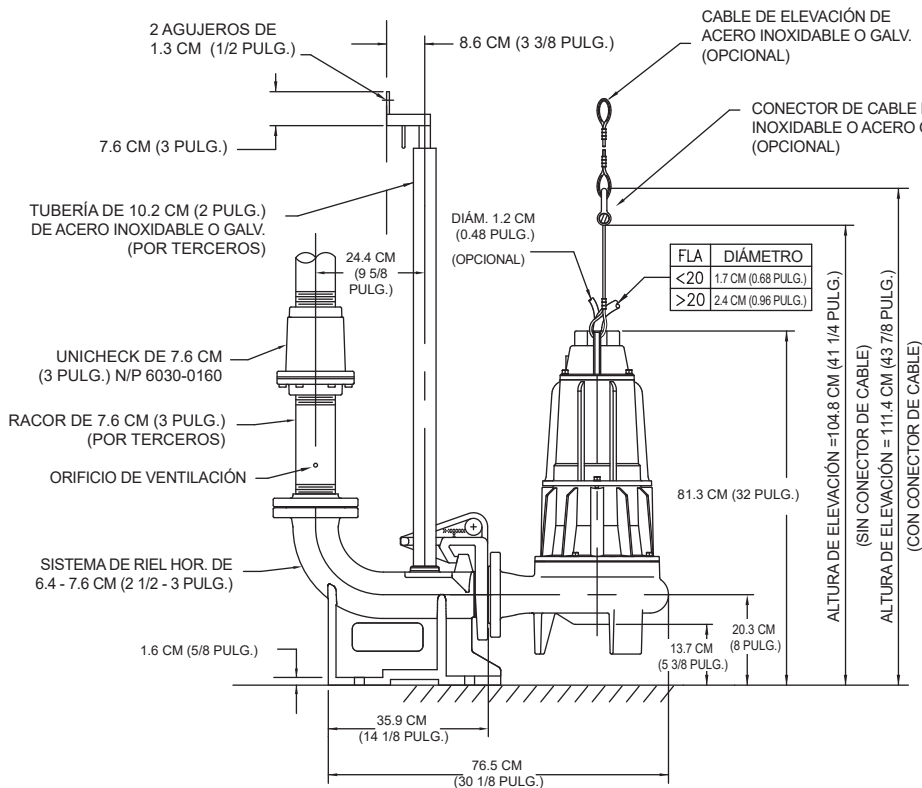 2 AGUJEROS DE
1.3 CM (1/2 PULG.)
8.6 CM (3 3/8 PULG.)
CABLE DE ELEVACIÓN DE
ACERO INOXIDABLE O GALV.
(OPCIONAL)
CONECTOR DE CABLE
INOXIDABLE O ACERO
(OPCIONAL)
7.6 CM (3 PULG.)
TUBERÍA DE 10.2 CM (2 PULG.)
DE ACERO INOXIDABLE O GALV.
(POR TERCEROS)
24.4 CM
(9 5/8
PULG.)
DIÁM. 1.2 CM
(0.48 PULG.)
(OPCIONAL)
FLA DIÁMETRO
<20 1.7 CM (0.68 PULG.)
>20 2.4 CM (0.96 PULG.)
UNICHECK DE 7.6 CM
(3 PULG.) N/P 6030-0160
RACOR DE 7.6 CM (3 PULG.)
(POR TERCEROS)
ORIFICIO DE VENTILACIÓN
SISTEMA DE RIEL HOR. DE
6.4 - 7.6 CM (2 1/2 - 3 PULG.)
1.6 CM (5/8 PULG.)
81.3 CM (32 PULG.)
ALTURA DE ELEVACIÓN =104.8 CM (41 1/4 PULG.)
(SIN CONECTOR DE CABLE)
ALTURA DE ELEVACIÓN = 111.4 CM (43 7/8 PULG.)
(CON CONECTOR DE CABLE)
20.3 CM
(8 PULG.)
13.7 CM
(5 3/8 PULG.)
35.9 CM
(14 1/8 PULG.)
76.5 CM
(30 1/8 PULG.)